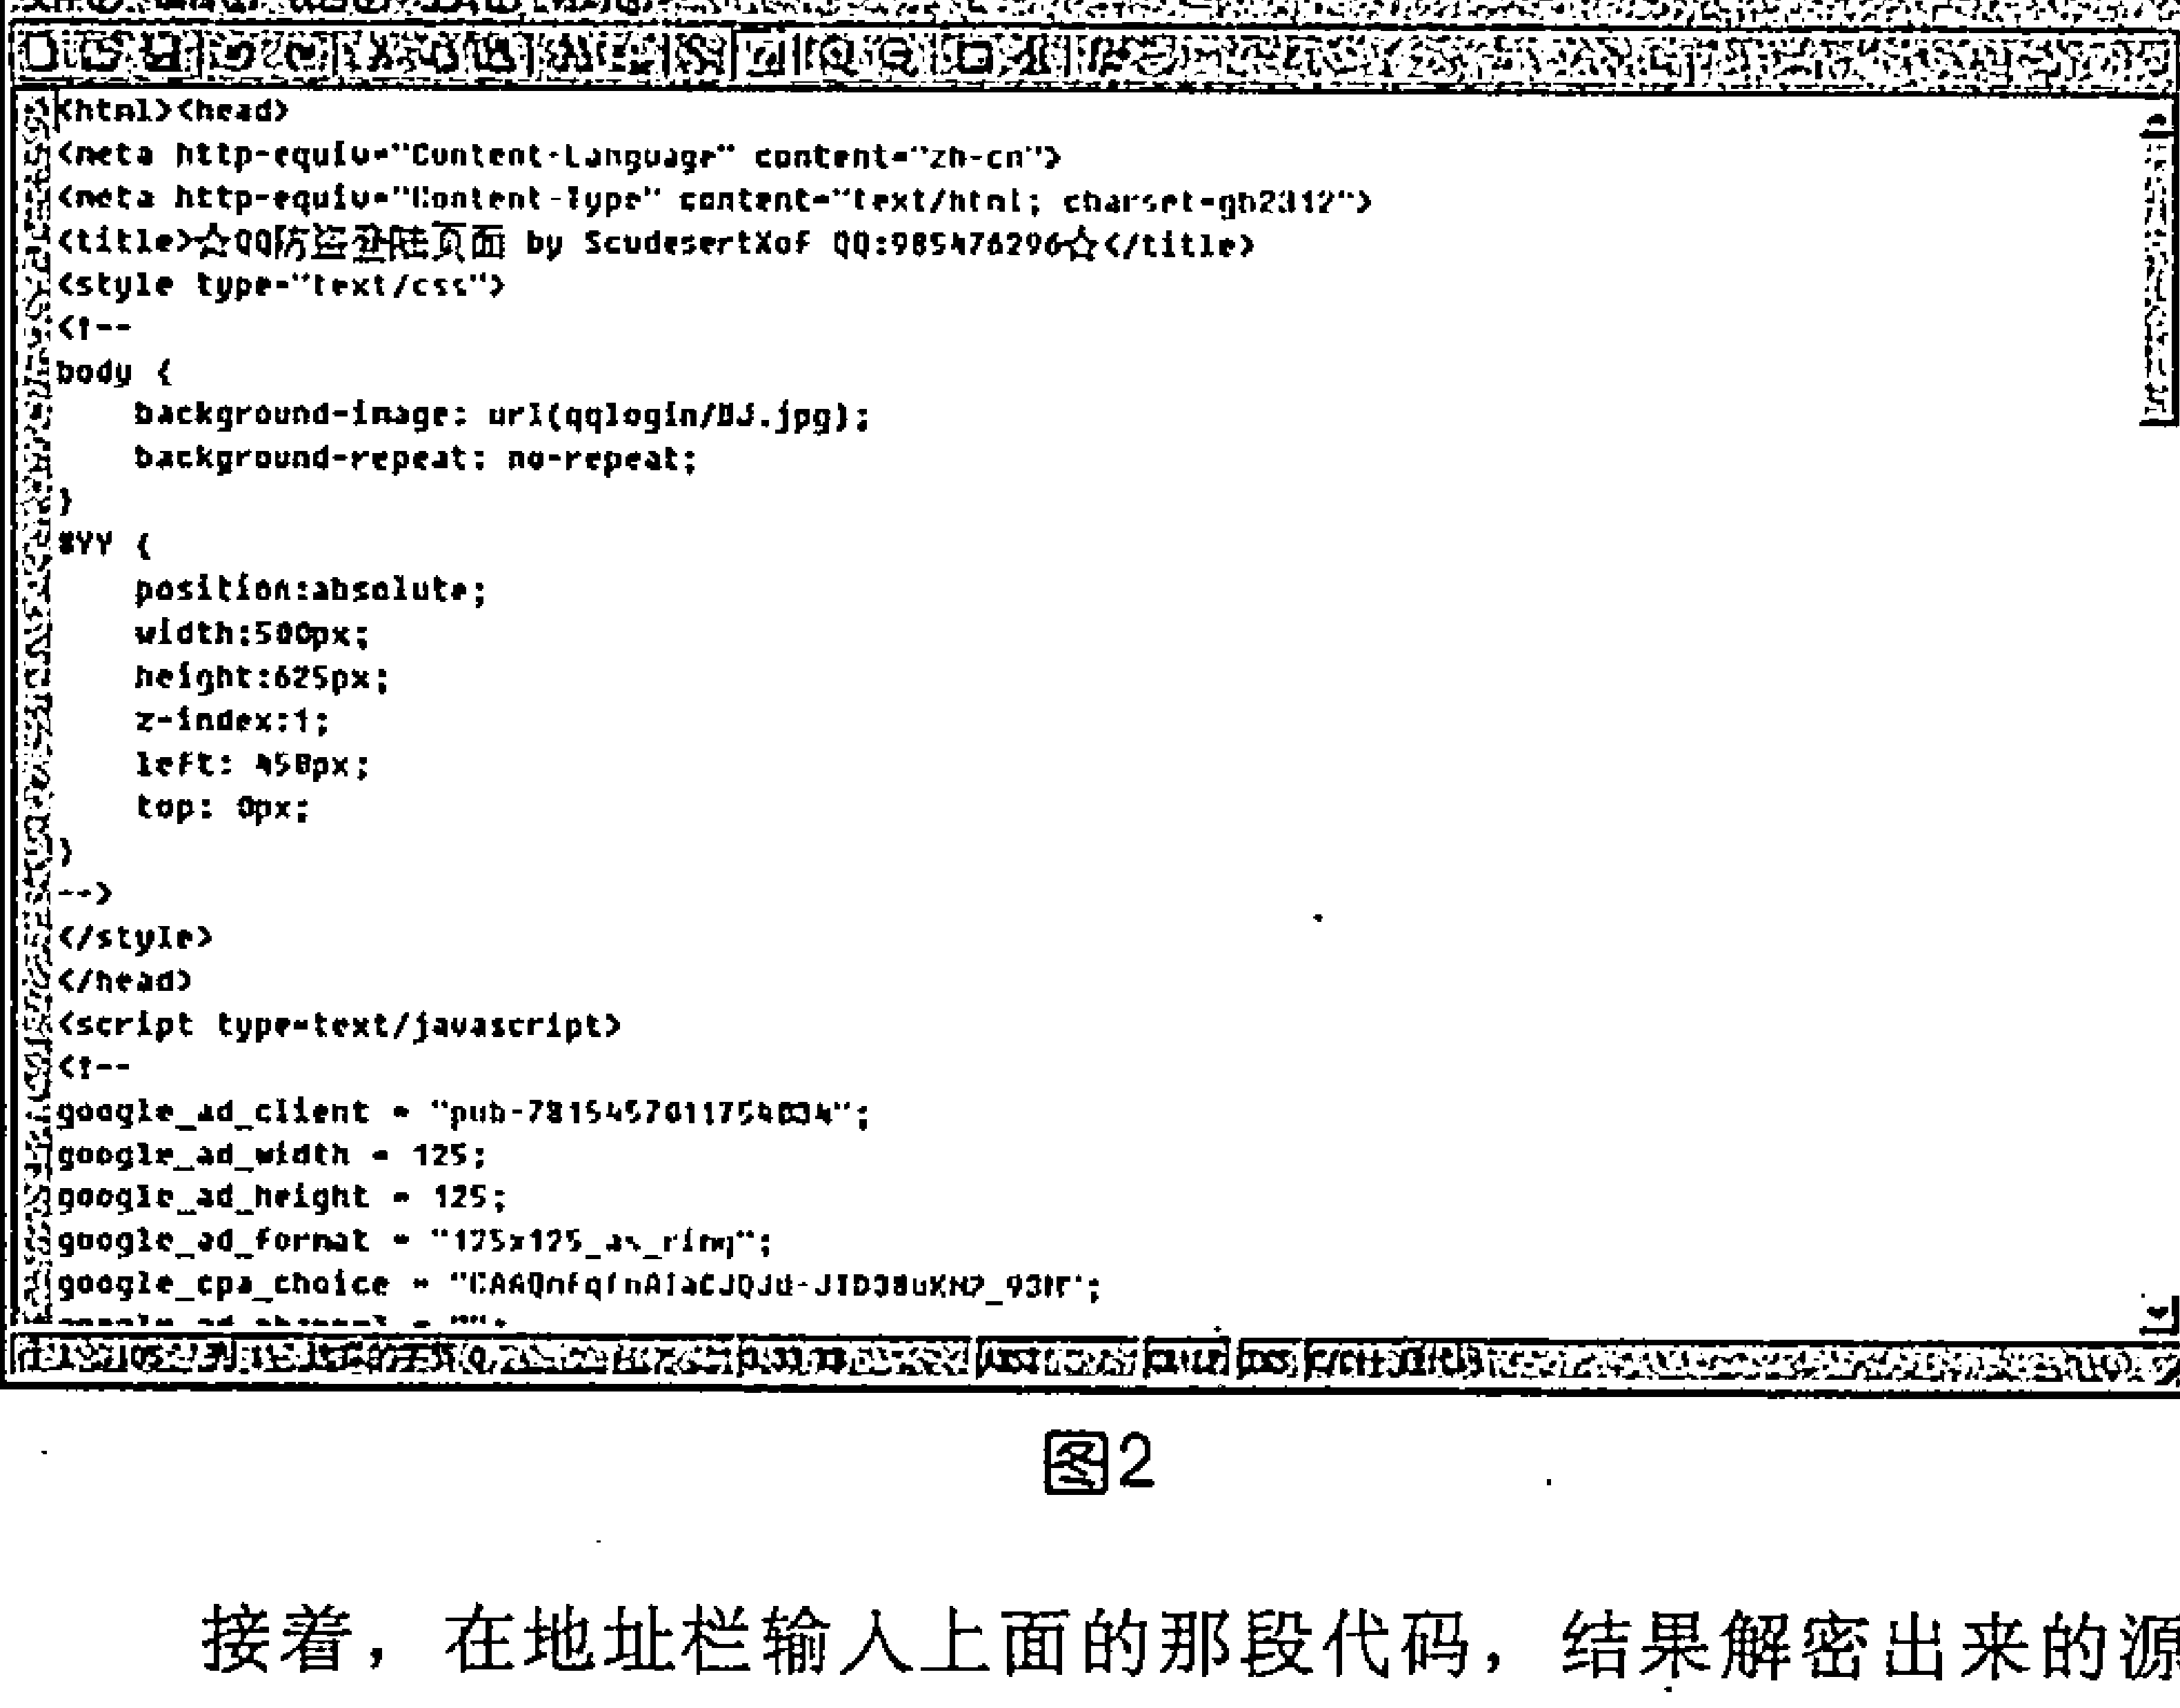 <html><head>
<meta http-equiv="Content-Language" content="zh-cn">
<meta http-equiv="Content-Type" content="text/html; charset=gb2312">
<title>☆QQ防盗登陆页面 by ScudesertXof QQ:985476296☆</title>
<style type="text/css">
<!--
body {
    background-image: url(qqlogin/BJ.jpg);
    background-repeat: no-repeat;
}
#YY {
    position:absolute;
    width:500px;
    height:625px;
    z-index:1;
    left: 450px;
    top: 0px;
}
-->
</style>
</head>
<script type=text/javascript>
<!--
google_ad_client =
google_ad_width = 125;
google_ad_height = 125;
google_ad_format = "125x125_as_rimg";
google_cpa_choice =
图2
接着，在地址栏输入上面的那段代码，结果解密出来的源